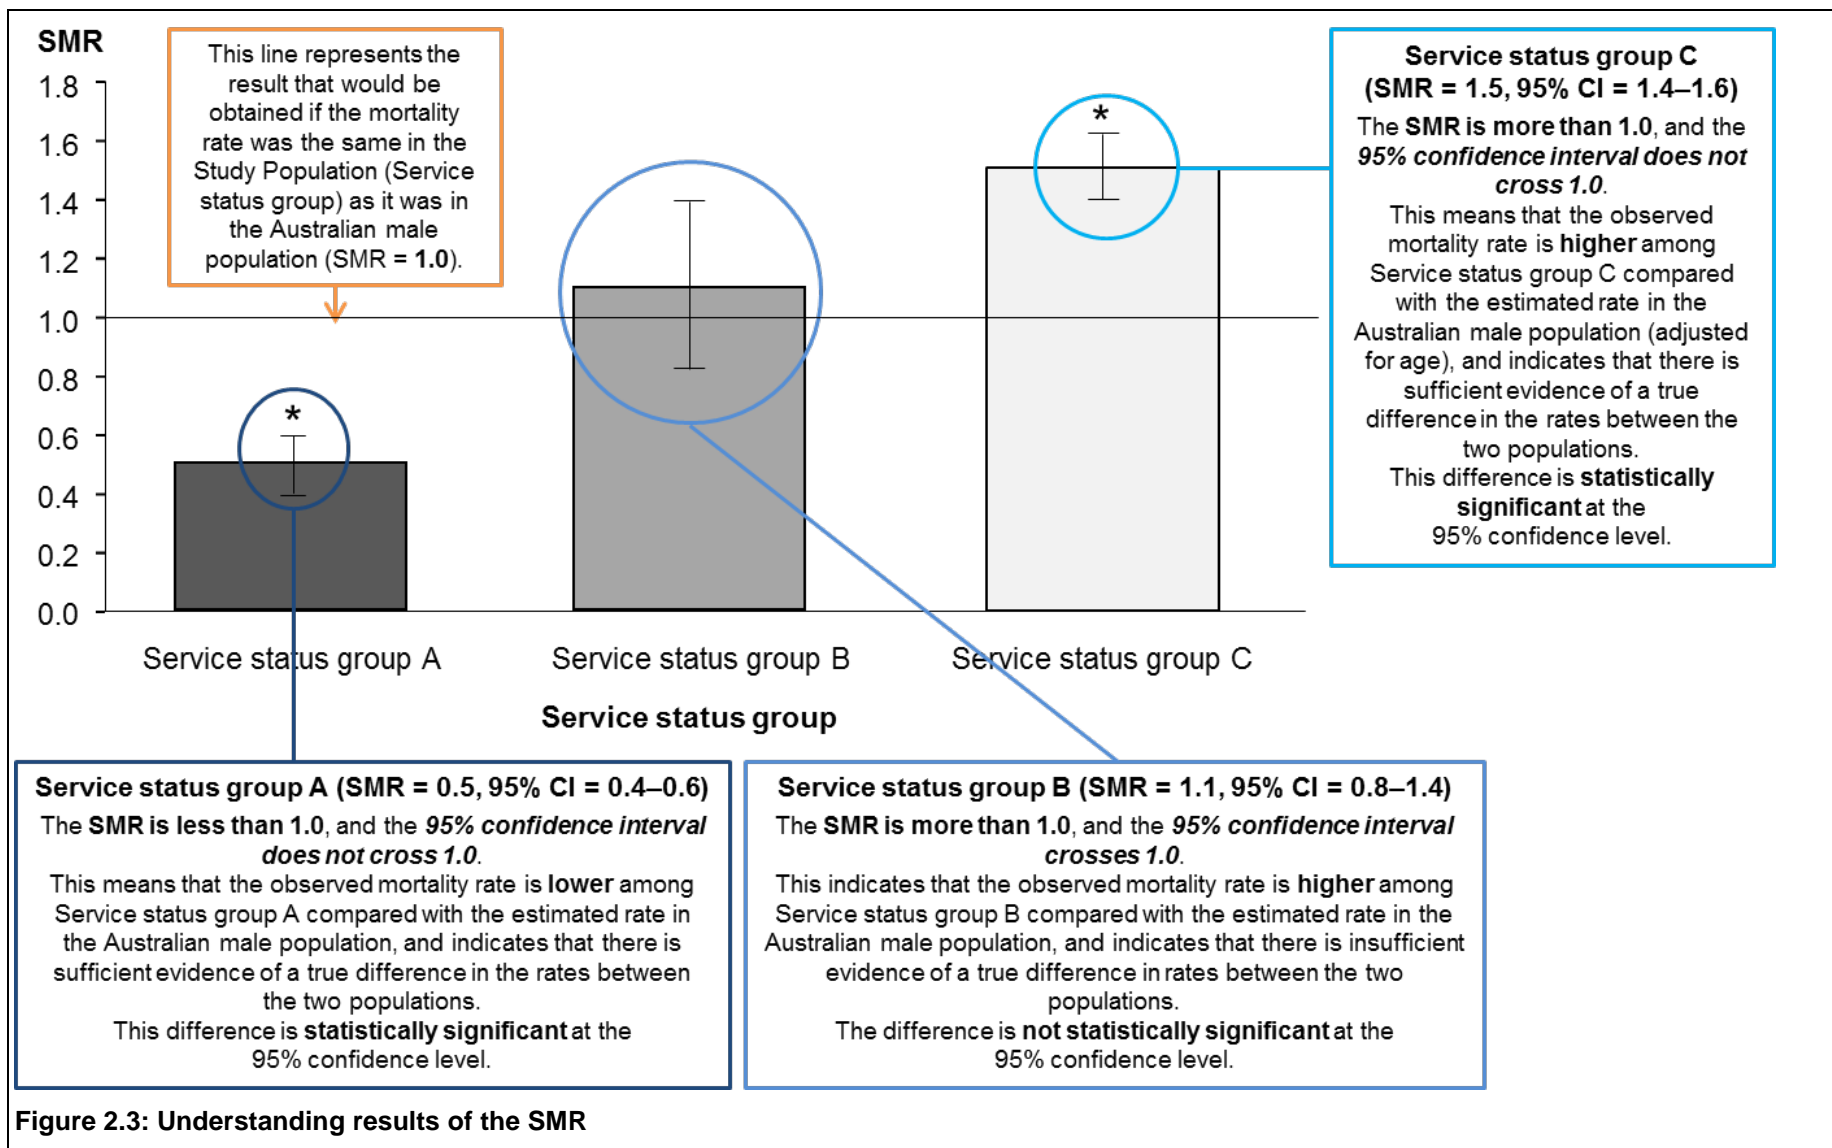 SMR
1.8
1.6
1.4
1.2
1.0
0.8
0.6
0.4
0.2
0.0
This line represents the
result that would be
obtained if the mortality
rate was the same in the
Study Population (Service
status group) as it was in
the Australian male
population (SMR = 1.0).
*
*
Service status group A
Service status group B
Service status group C
Service status group
Service status group C
(SMR = 1.5, 95% CI = 1.4–1.6)
The SMR is more than 1.0, and the
95% confidence interval does not
cross 1.0.
This means that the observed
mortality rate is higher among
Service status group C compared
with the estimated rate in the
Australian male population (adjusted
for age), and indicates that there is
sufficient evidence of a true
difference in the rates between the
two populations.
This difference is statistically
significant at the
95% confidence level.
Service status group A (SMR = 0.5, 95% CI = 0.4–0.6)
The SMR is less than 1.0, and the 95% confidence interval
does not cross 1.0.
This means that the observed mortality rate is lower among
Service status group A compared with the estimated rate in
the Australian male population, and indicates that there is
sufficient evidence of a true difference in the rates between
the two populations.
This difference is statistically significant at the
95% confidence level.
Service status group B (SMR = 1.1, 95% CI = 0.8–1.4)
The SMR is more than 1.0, and the 95% confidence interval
crosses 1.0.
This indicates that the observed mortality rate is higher among
Service status group B compared with the estimated rate in the
Australian male population, and indicates that there is insufficient
evidence of a true difference in rates between the two
populations.
The difference is not statistically significant at the
95% confidence level.
Figure 2.3: Understanding results of the SMR